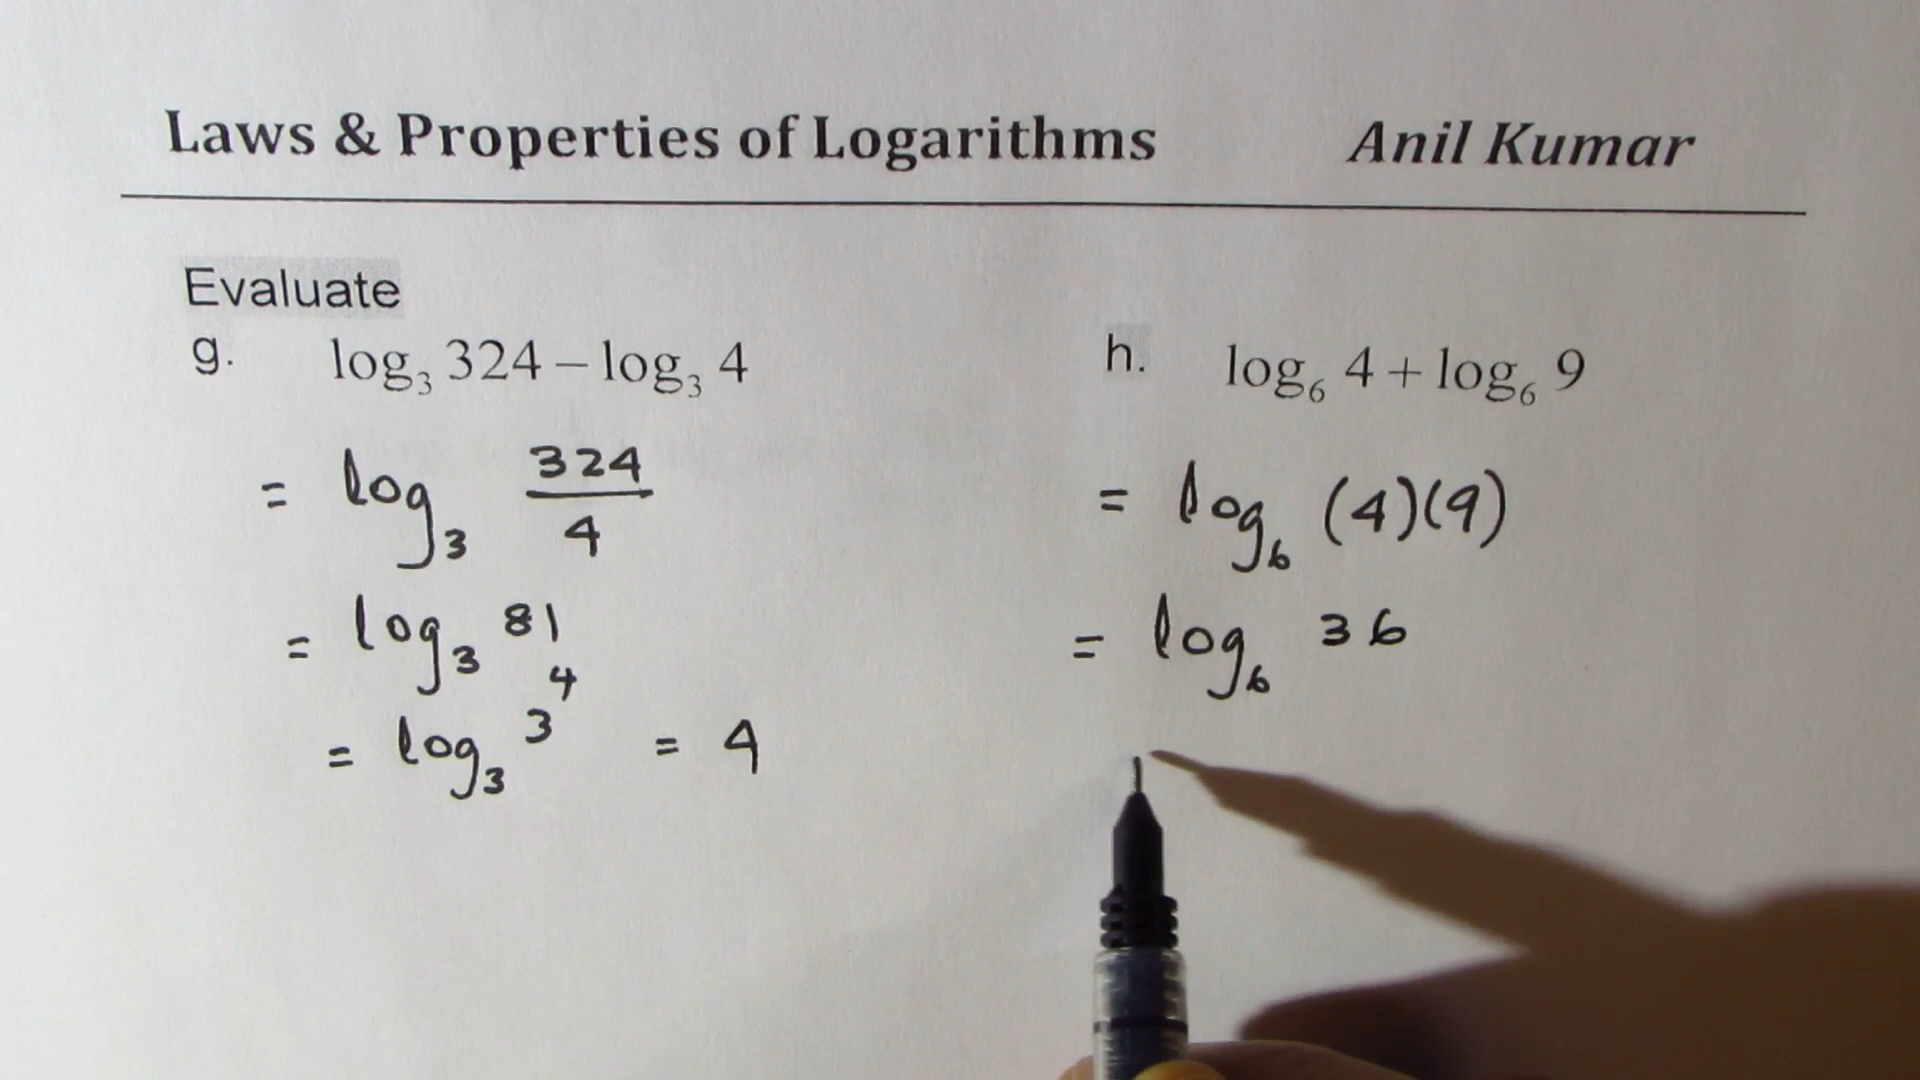 Laws & Properties of Logarithms Anil Kumar
Evaluate
g. log₃ 324 – log₃ 4
= log₃ 324/4
= log₃ 81
= log₃ 3⁴ = 4
h. log₆ 4 + log₆ 9
= log₆ (4)(9)
= log₆ 36